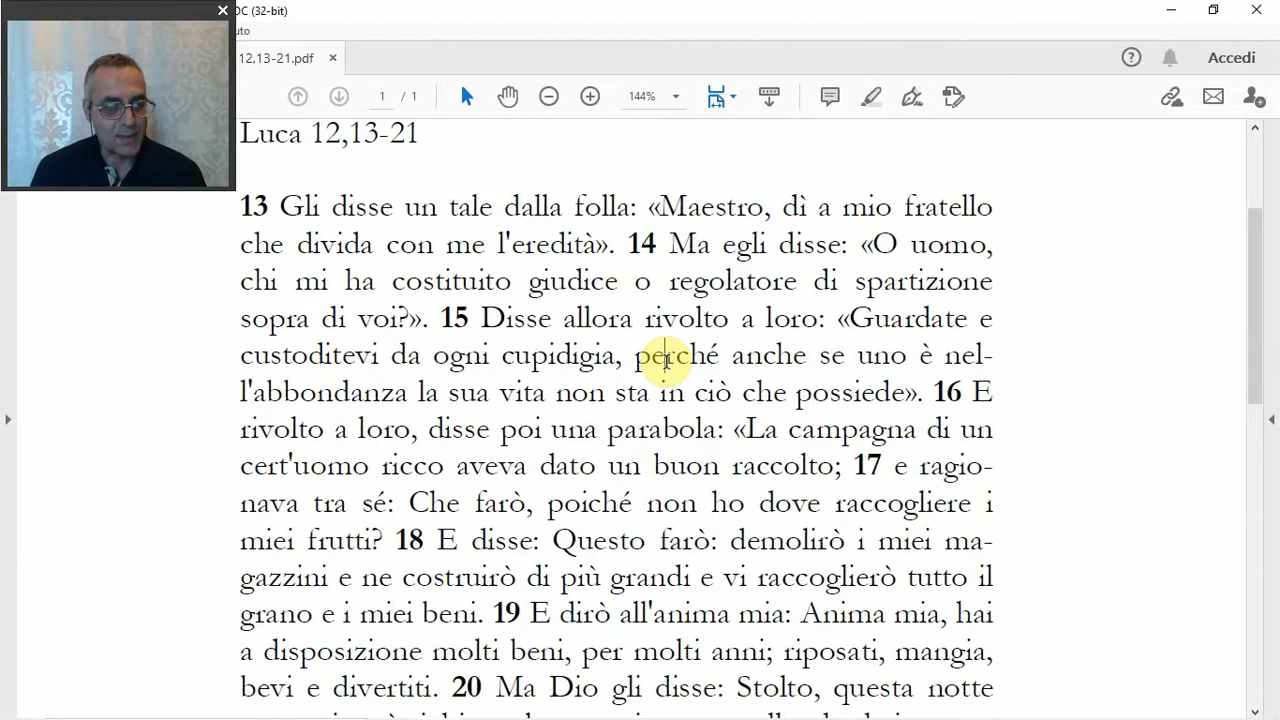 DC (32-bit)
uto
12,13-21.pdf
Accedi
1 / 1
144%
Luca 12,13-21
13 Gli disse un tale dalla folla: «Maestro, dì a mio fratello
che divida con me l'eredità». 14 Ma egli disse: «O uomo,
chi mi ha costituito giudice o regolatore di spartizione
sopra di voi?». 15 Disse allora rivolto a loro: «Guardate e
custoditevi da ogni cupidigia, perché anche se uno è nel-
l'abbondanza la sua vita non sta in ciò che possiede». 16 E
rivolto a loro, disse poi una parabola: «La campagna di un
cert'uomo ricco aveva dato un buon raccolto; 17 e ragio-
nava tra sé: Che farò, poiché non ho dove raccogliere i
miei frutti? 18 E disse: Questo farò: demolirò i miei ma-
gazzini e ne costruirò di più grandi e vi raccoglierò tutto il
grano e i miei beni. 19 E dirò all'anima mia: Anima mia, hai
a disposizione molti beni, per molti anni; riposati, mangia,
bevi e divertiti. 20 Ma Dio gli disse: Stolto, questa notte